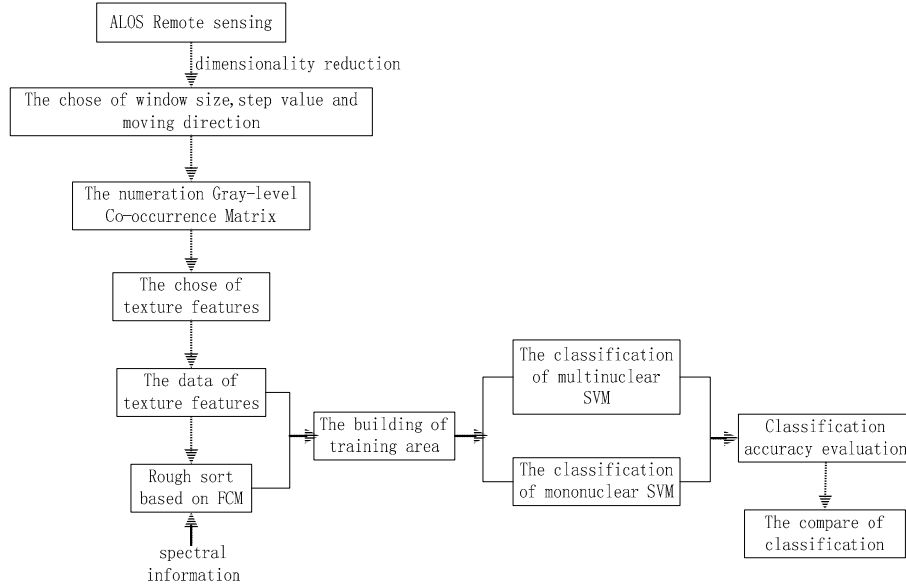 ALOS Remote sensing
dimensionality reduction
The chose of window size,step value and
moving direction
The numeration Gray-level
Co-occurrence Matrix
The chose of
texture features
The data of
texture features
Rough sort
based on FCM
spectral
information
The building of
training area
The classification
of multinuclear
SVM
The classification
of mononuclear SVM
Classification
accuracy evaluation
The compare of
classification